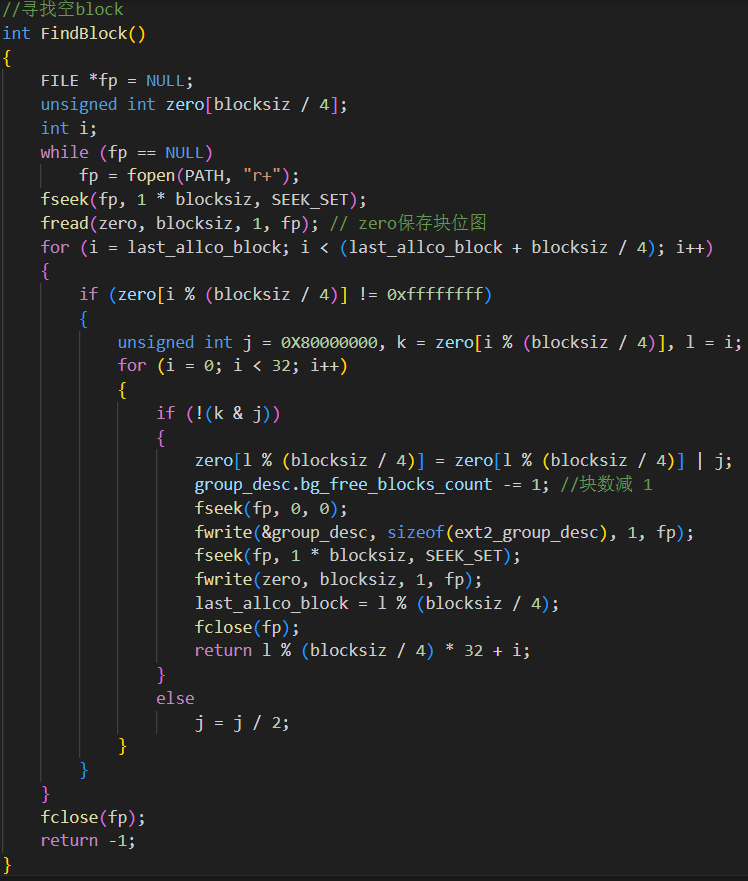 //寻找空block
int FindBlock()
{
    FILE *fp = NULL;
    unsigned int zero[blocksiz / 4];
    int i;
    while (fp == NULL)
        fp = fopen(PATH, "r+");
    fseek(fp, 1 * blocksiz, SEEK_SET);
    fread(zero, blocksiz, 1, fp); // zero保存块位图
    for (i = last_allco_block; i < (last_allco_block + blocksiz / 4); i++)
    {
        if (zero[i % (blocksiz / 4)] != 0xffffffff)
        {
            unsigned int j = 0X80000000, k = zero[i % (blocksiz / 4)], l = i;
            for (i = 0; i < 32; i++)
            {
                if (!(k & j))
                {
                    zero[l % (blocksiz / 4)] = zero[l % (blocksiz / 4)] | j;
                    group_desc.bg_free_blocks_count -= 1; //块数减 1
                    fseek(fp, 0, 0);
                    fwrite(&group_desc, sizeof(ext2_group_desc), 1, fp);
                    fseek(fp, 1 * blocksiz, SEEK_SET);
                    fwrite(zero, blocksiz, 1, fp);
                    last_allco_block = l % (blocksiz / 4);
                    fclose(fp);
                    return l % (blocksiz / 4) * 32 + i;
                }
                else
                    j = j / 2;
            }
        }
    }
    fclose(fp);
    return -1;
}